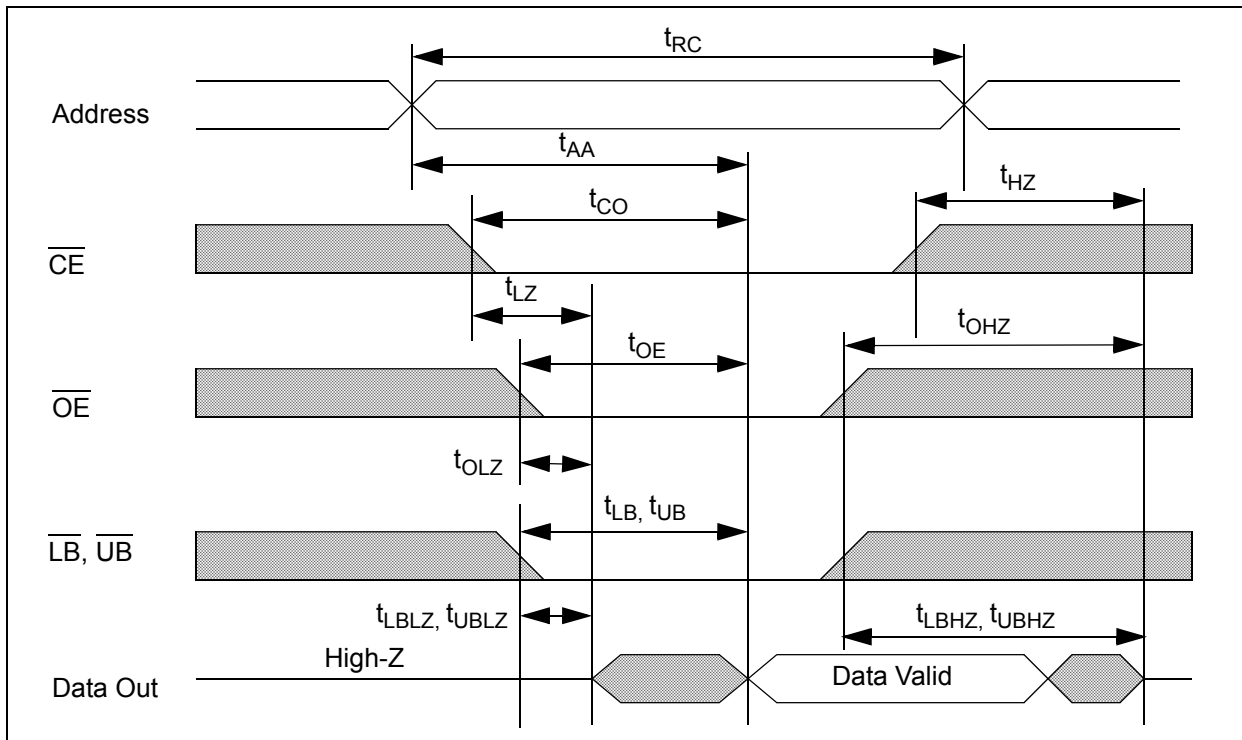 tRC
Address
tAA
tHZ
tCO
CE
tLZ
tOHZ
tOE
OE
tOLZ
tLB, tUB
LB, UB
tLBLZ, tUBLZ
tLBHZ, tUBHZ
High-Z
Data Out
Data Valid